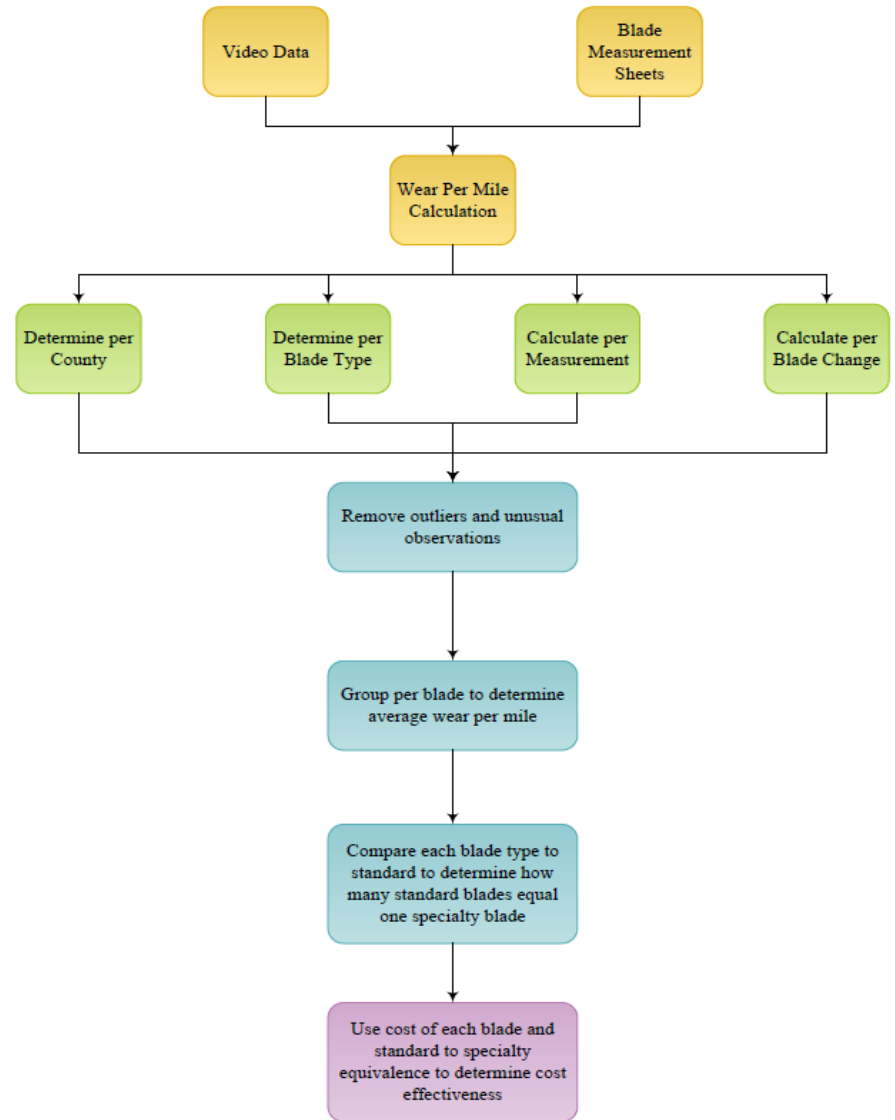 Video Data
Blade
Measurement
Sheets
Wear Per Mile
Calculation
Determine per
County
Determine per
Blade Type
Calculate per
Measurement
Calculate per
Blade Change
Remove outliers and unusual
observations
Group per blade to determine
average wear per mile
Compare each blade type to
standard to determine how
many standard blades equal
one specialty blade
Use cost of each blade and
standard to specialty
equivalence to determine cost
effectiveness